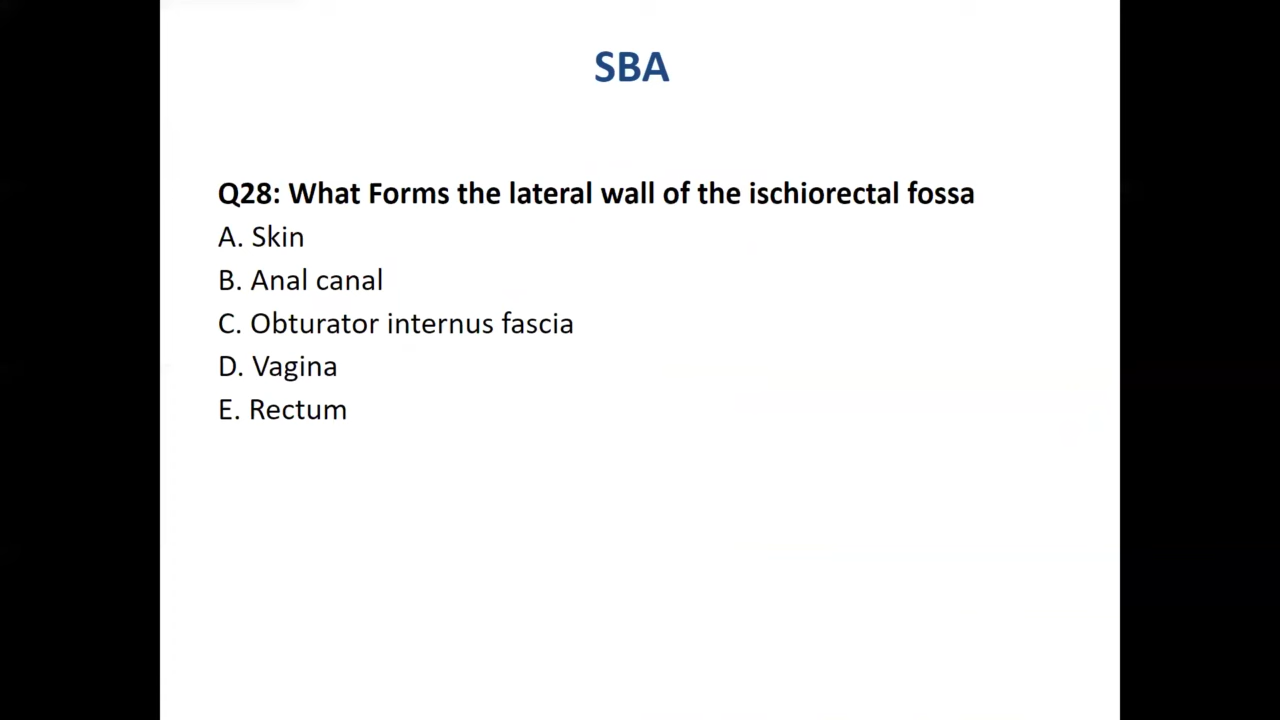 SBA
Q28: What Forms the lateral wall of the ischiorectal fossa
A. Skin
B. Anal canal
C. Obturator internus fascia
D. Vagina
E. Rectum